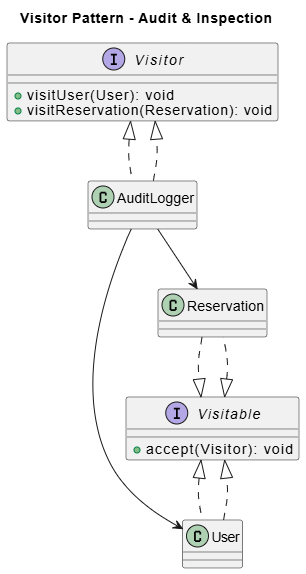 Visitor Pattern - Audit & Inspection
I Visitor
visitUser(User): void
visitReservation(Reservation): void
C AuditLogger
C Reservation
I Visitable
accept(Visitor): void
C User